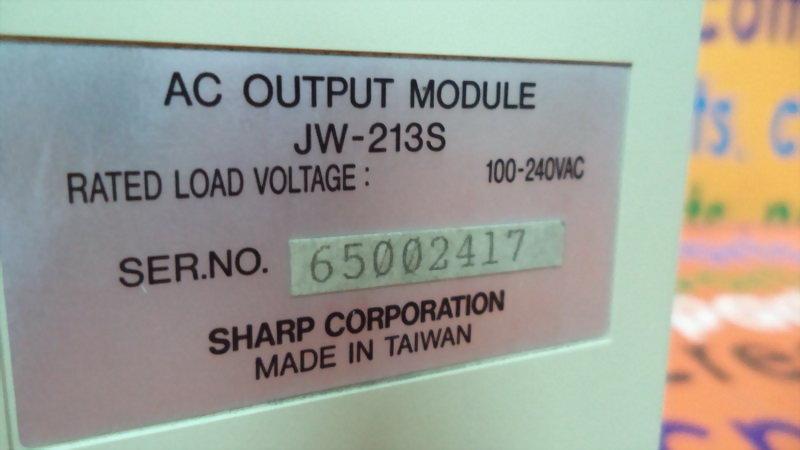 AC OUTPUT MODULE
JW-213S
RATED LOAD VOLTAGE : 100-240VAC
SER.NO. 65002417
SHARP CORPORATION
MADE IN TAIWAN